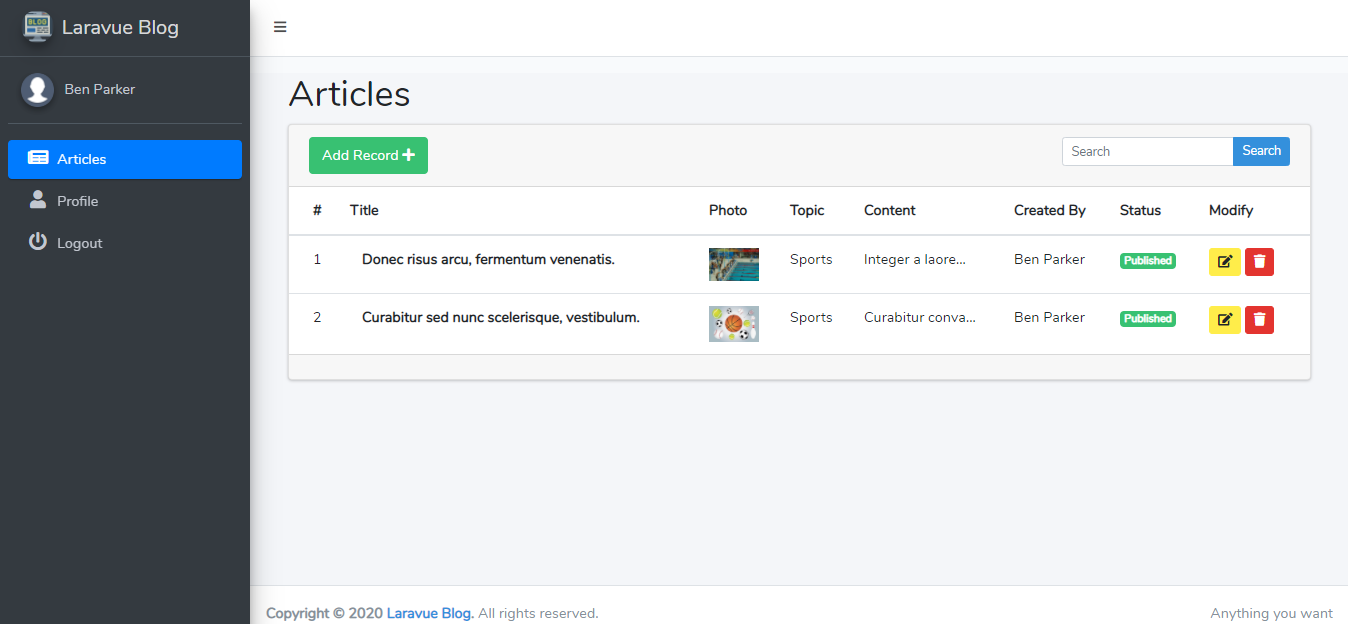 Laravue Blog
Ben Parker
Articles
Profile
Logout
Articles
Add Record
Search Search
# Title Photo Topic Content Created By Status Modify
1 Donec risus arcu, fermentum venenatis. Sports Integer a laore... Ben Parker Published
2 Curabitur sed nunc scelerisque, vestibulum. Sports Curabitur conva... Ben Parker Published
Copyright © 2020 Laravue Blog. All rights reserved. Anything you want